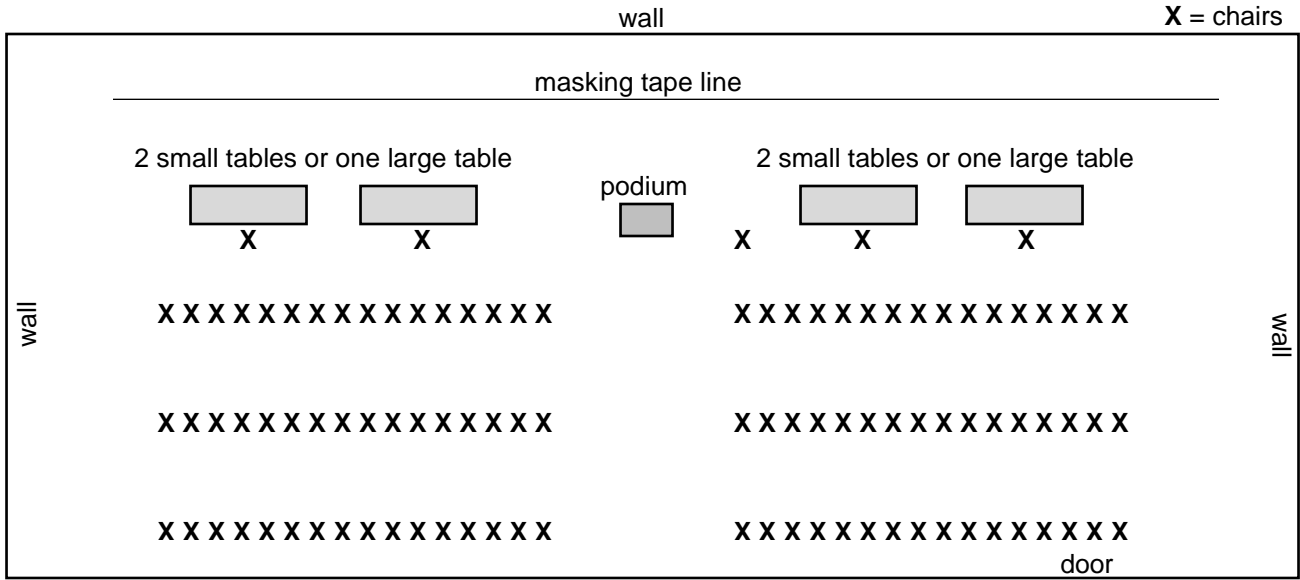 wall
X = chairs
masking tape line
2 small tables or one large table
2 small tables or one large table
podium
X X X X X
X X X X X X X X X X X X X X X X
X X X X X X X X X X X X X X X X
wall
wall
X X X X X X X X X X X X X X X X
X X X X X X X X X X X X X X X X
X X X X X X X X X X X X X X X X
X X X X X X X X X X X X X X X X
door